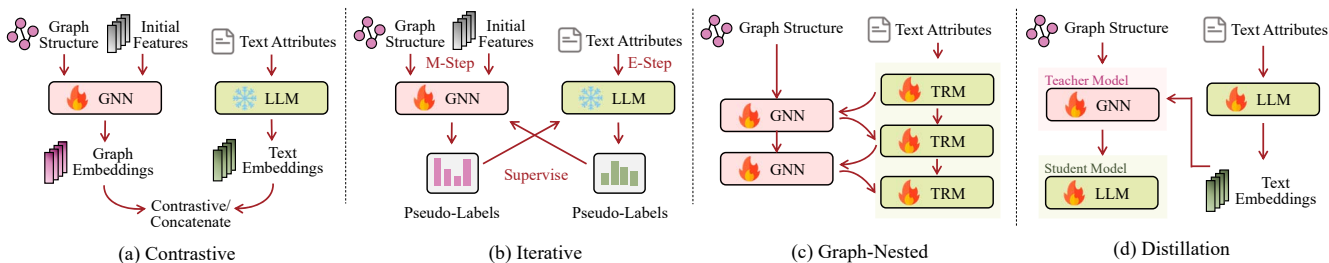 Graph
Structure
Initial
Features
Text Attributes
GNN
LLM
Graph
Embeddings
Text
Embeddings
Contrastive/
Concatenate
(a) Contrastive
Graph
Structure
Initial
Features
Text Attributes
M-Step
E-Step
GNN
LLM
Supervise
Pseudo-Labels
Pseudo-Labels
(b) Iterative
Graph Structure
Text Attributes
TRM
GNN
TRM
GNN
TRM
(c) Graph-Nested
Graph Structure
Text Attributes
Teacher Model
GNN
LLM
Student Model
LLM
Text
Embeddings
(d) Distillation